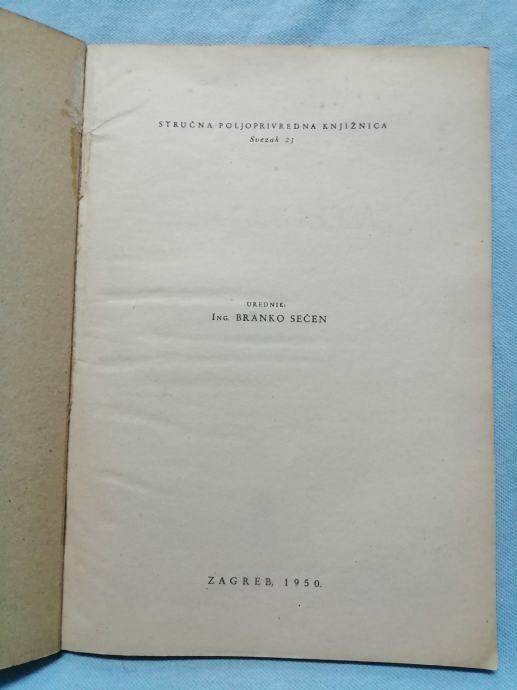 STRUČNA POLJOPRIVREDNA KNJIŽNICA
Svezak 23
UREDNIK:
ING. BRANKO SEČEN
ZAGREB, 1950.